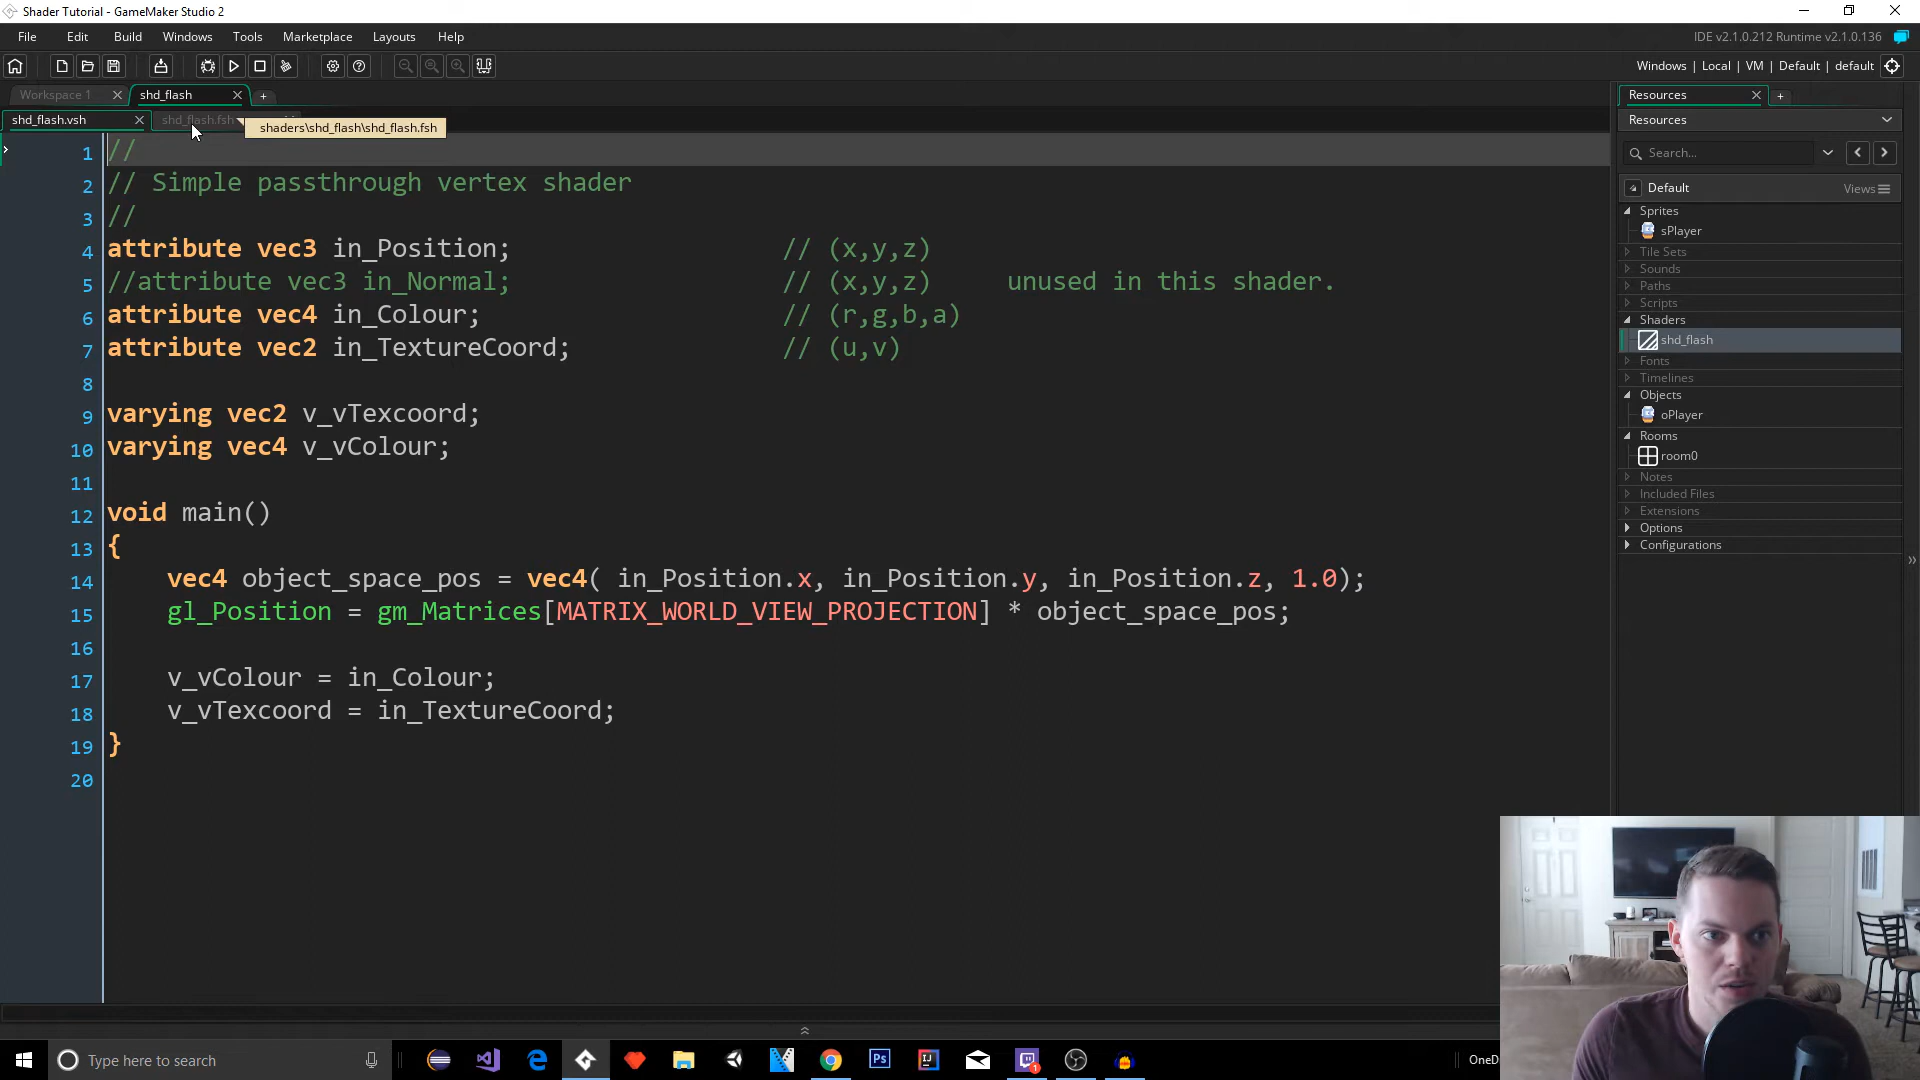 Shader Tutorial - GameMaker Studio 2
File Edit Build Windows Tools Marketplace Layouts Help
IDE v2.1.0.212 Runtime v2.1.0.136
Windows | Local | VM | Default | default
Workspace 1
shd_flash
Resources
shd_flash.vsh
shd_flash.fsh
shaders\shd_flash\shd_flash.fsh
Resources
1 //
2 // Simple passthrough vertex shader
3 //
4 attribute vec3 in_Position; // (x,y,z)
5 //attribute vec3 in_Normal; // (x,y,z) unused in this shader.
6 attribute vec4 in_Colour; // (r,g,b,a)
7 attribute vec2 in_TextureCoord; // (u,v)
8
9 varying vec2 v_vTexcoord;
10 varying vec4 v_vColour;
11
12 void main()
13 {
14 vec4 object_space_pos = vec4( in_Position.x, in_Position.y, in_Position.z, 1.0);
15 gl_Position = gm_Matrices[MATRIX_WORLD_VIEW_PROJECTION] * object_space_pos;
16
17 v_vColour = in_Colour;
18 v_vTexcoord = in_TextureCoord;
19 }
20
Search...
Default
Views
Sprites
sPlayer
Tile Sets
Sounds
Paths
Scripts
Shaders
shd_flash
Fonts
Timelines
Objects
oPlayer
Rooms
room0
Notes
Included Files
Extensions
Options
Configurations
Type here to search
Ps
1
OneD